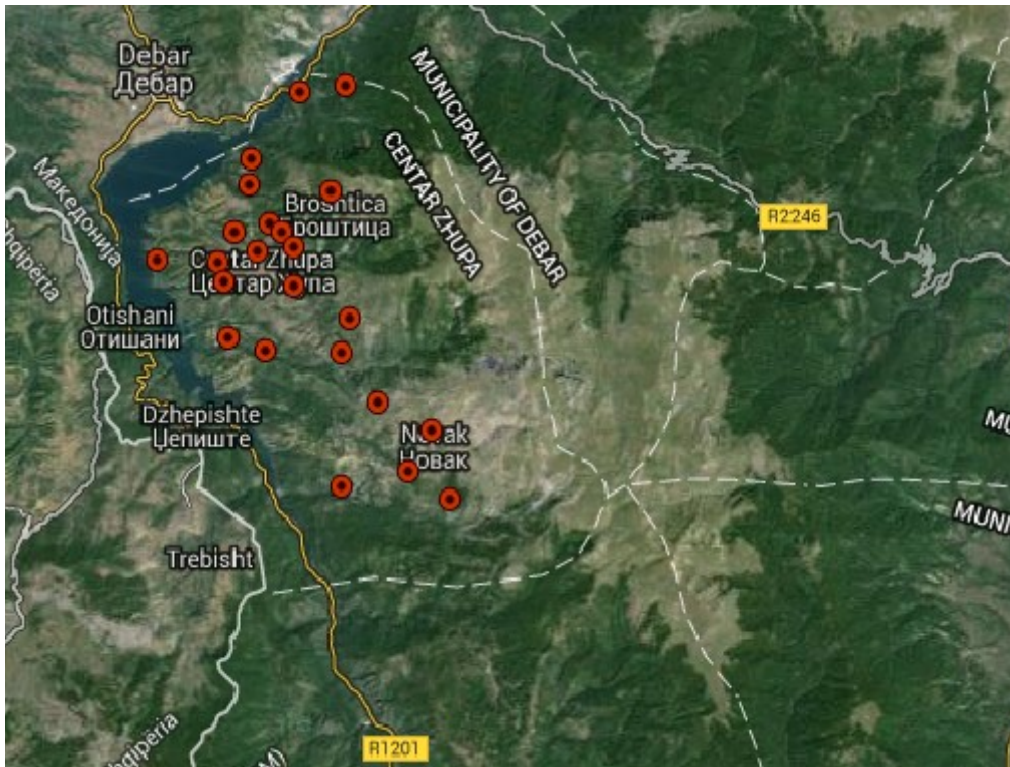 Debar
Дебар
MUNICIPALITY OF DEBAR
CENTAR ZHUPA
Македонија
R2246
Broshtica
Zhupa
Otishani
Отишани
Dzhepishte
Џепиште
Новак
MUNI
Trebisht
R1201